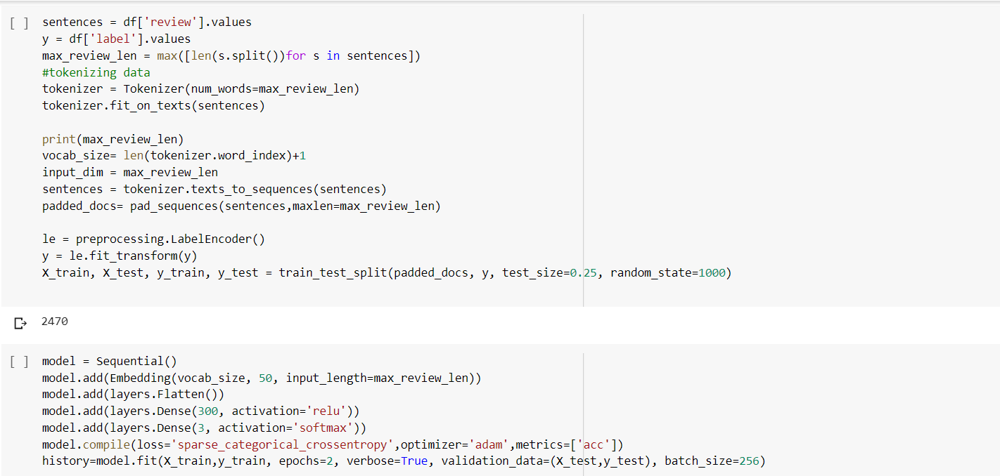 [ ] sentences = df['review'].values
y = df['label'].values
max_review_len = max([len(s.split())for s in sentences])
#tokenizing data
tokenizer = Tokenizer(num_words=max_review_len)
tokenizer.fit_on_texts(sentences)
print(max_review_len)
vocab_size= len(tokenizer.word_index)+1
input_dim = max_review_len
sentences = tokenizer.texts_to_sequences(sentences)
padded_docs= pad_sequences(sentences,maxlen=max_review_len)
le = preprocessing.LabelEncoder()
y = le.fit_transform(y)
X_train, X_test, y_train, y_test = train_test_split(padded_docs, y, test_size=0.25, random_state=1000)
2470
[ ] model = Sequential()
model.add(Embedding(vocab_size, 50, input_length=max_review_len))
model.add(layers.Flatten())
model.add(layers.Dense(300, activation='relu'))
model.add(layers.Dense(3, activation='softmax'))
model.compile(loss='sparse_categorical_crossentropy',optimizer='adam',metrics=['acc'])
history=model.fit(X_train,y_train, epochs=2, verbose=True, validation_data=(X_test,y_test), batch_size=256)